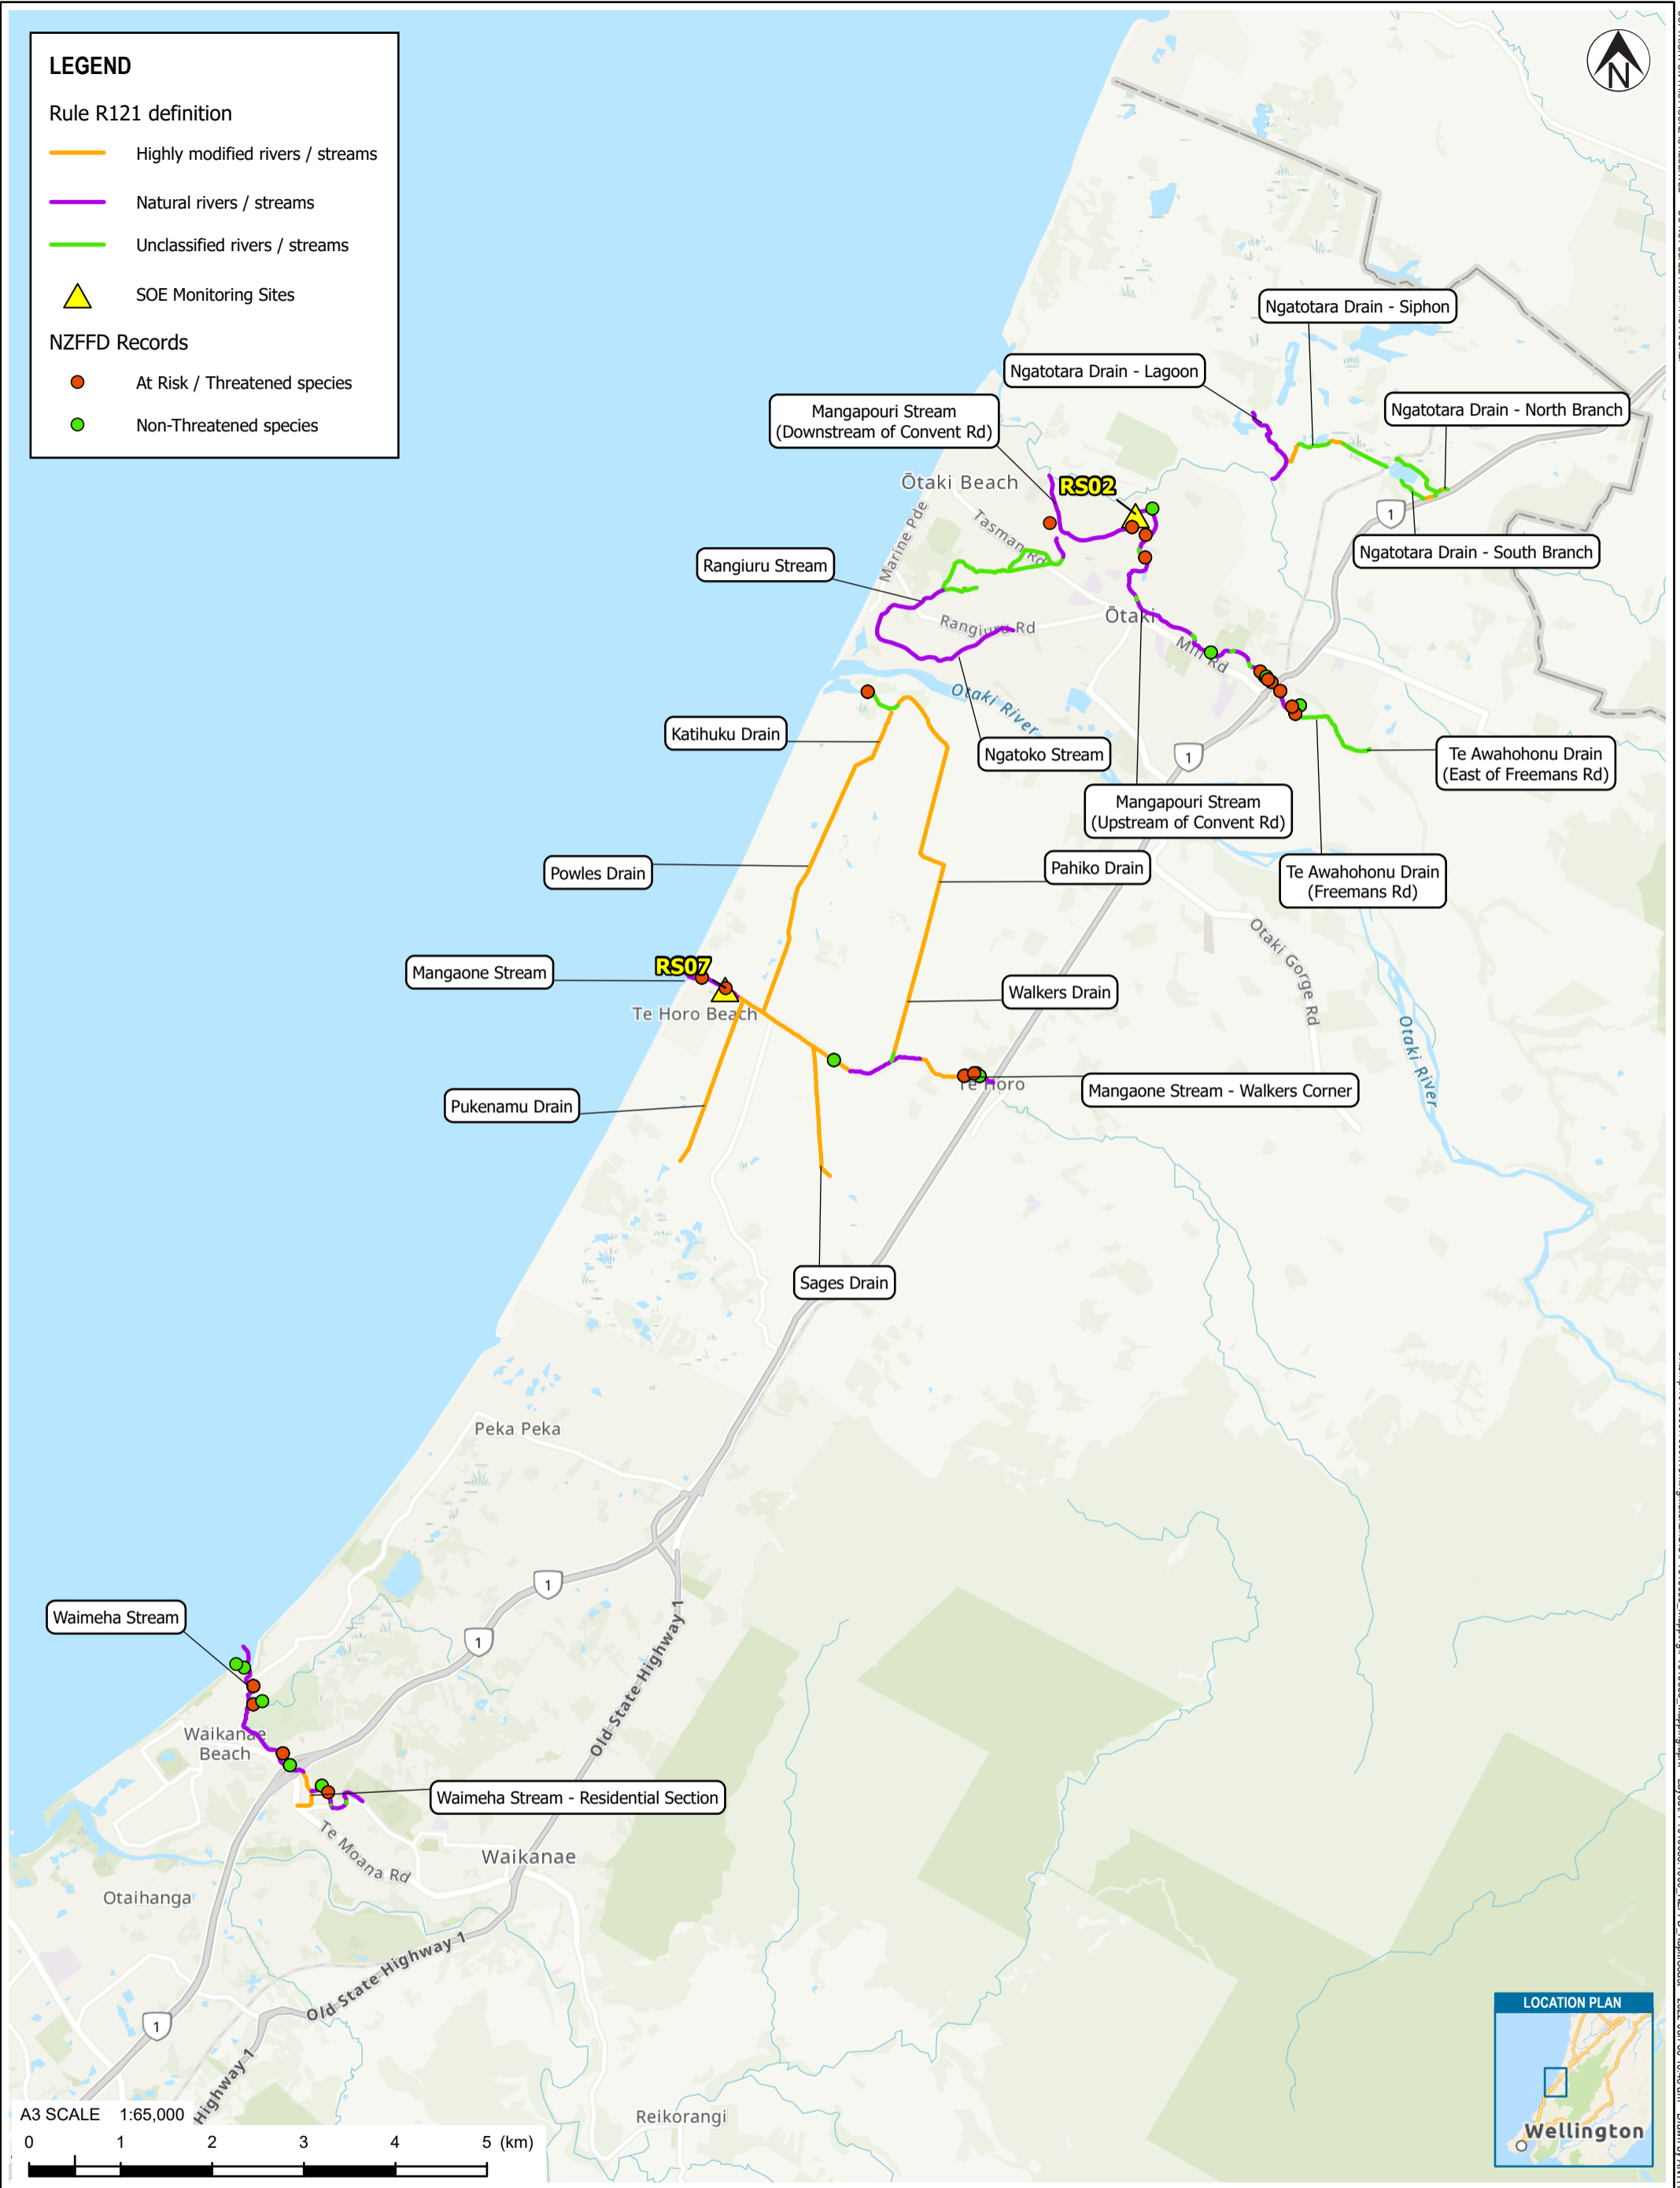 LEGEND
Rule R121 definition
Highly modified rivers / streams
Natural rivers / streams
Unclassified rivers / streams
SOE Monitoring Sites
NZFFD Records
At Risk / Threatened species
Non-Threatened species
N
Ngatotara Drain - Siphon
Ngatotara Drain - Lagoon
Ngatotara Drain - North Branch
Mangapouri Stream
(Downstream of Convent Rd)
Ōtaki Beach
RS02
1
Tasman Rd
Marine Pde
Ngatotara Drain - South Branch
Rangiuru Stream
Ōtaki
Rangiuru Rd
Mill Rd
Otaki River
Katihuku Drain
Ngatoko Stream
1
Te Awahohonu Drain
(East of Freemans Rd)
Mangapouri Stream
(Upstream of Convent Rd)
Powles Drain
Pahiko Drain
Te Awahohonu Drain
(Freemans Rd)
Otaki Gorge Rd
Mangaone Stream
RS07
Te Horo Beach
Walkers Drain
Otaki River
Te Horo
Mangaone Stream - Walkers Corner
Pukenamu Drain
Sages Drain
Peka Peka
1
Waimeha Stream
1
Old State Highway 1
Waikanae
Beach
Waimeha Stream - Residential Section
Te Moana Rd
Waikanae
Otaihanga
Old State Highway 1
1
Highway 1
Reikorangi
LOCATION PLAN
Wellington
A3 SCALE 1:65,000
0 1 2 3 4 5 (km)